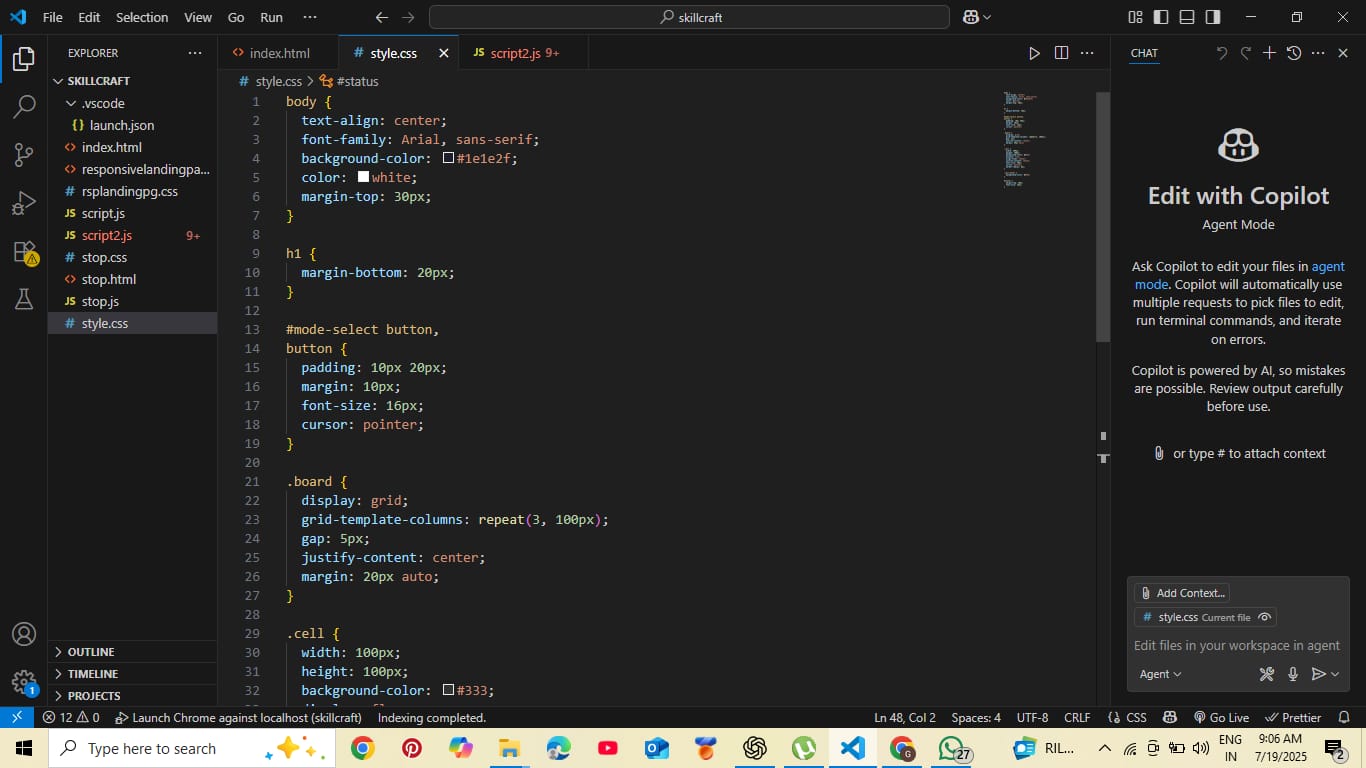 File Edit Selection View Go Run ··· skillcraft
EXPLORER
SKILLCRAFT
.vscode
{} launch.json
<> index.html
<> responsivelandingpa...
# rsplandingpg.css
JS script.js
JS script2.js 9+
# stop.css
<> stop.html
JS stop.js
# style.css
OUTLINE
TIMELINE
PROJECTS
<> index.html # style.css JS script2.js 9+
# style.css > #status
1 body {
2 text-align: center;
3 font-family: Arial, sans-serif;
4 background-color: #1e1e2f;
5 color: white;
6 margin-top: 30px;
7 }
8
9 h1 {
10 margin-bottom: 20px;
11 }
12
13 #mode-select button,
14 button {
15 padding: 10px 20px;
16 margin: 10px;
17 font-size: 16px;
18 cursor: pointer;
19 }
20
21 .board {
22 display: grid;
23 grid-template-columns: repeat(3, 100px);
24 gap: 5px;
25 justify-content: center;
26 margin: 20px auto;
27 }
28
29 .cell {
30 width: 100px;
31 height: 100px;
32 background-color: #333;
CHAT
Edit with Copilot
Agent Mode
Ask Copilot to edit your files in agent
mode. Copilot will automatically use
multiple requests to pick files to edit,
run terminal commands, and iterate
on errors.
Copilot is powered by AI, so mistakes
are possible. Review output carefully
before use.
or type # to attach context
Add Context...
# style.css Current file
Edit files in your workspace in agent
Agent
1
12 0 Launch Chrome against localhost (skillcraft) Indexing completed. Ln 48, Col 2 Spaces: 4 UTF-8 CRLF {} CSS Go Live Prettier
Type here to search
27
RIL...
ENG
IN
9:06 AM
7/19/2025
2